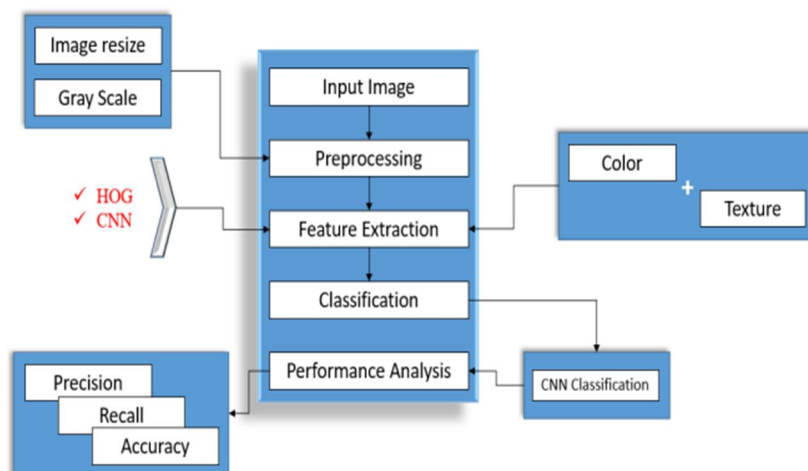 Image resize
Gray Scale
Input Image
Preprocessing
✓ HOG
✓ CNN
Feature Extraction
Color
+
Texture
Classification
CNN Classification
Performance Analysis
Precision
Recall
Accuracy